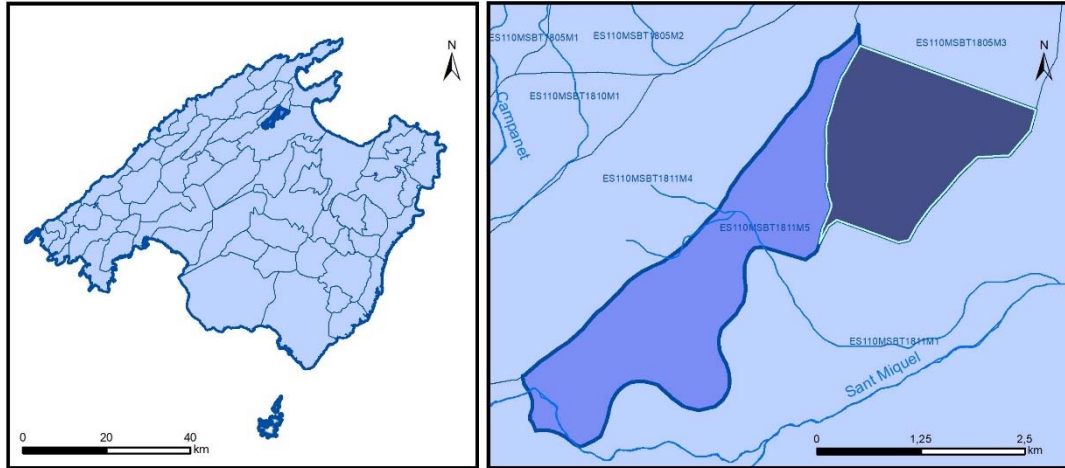 N
0 20 40
km
ES110MSBT1805M1
ES110MSBT1805M2
ES110MSBT1805M3
N
ES110MSBT1810M1
Campanet
ES110MSBT1811M4
ES110MSBT1811M5
ES110MSBT1811M1
Sant Miquel
0 1,25 2,5
km